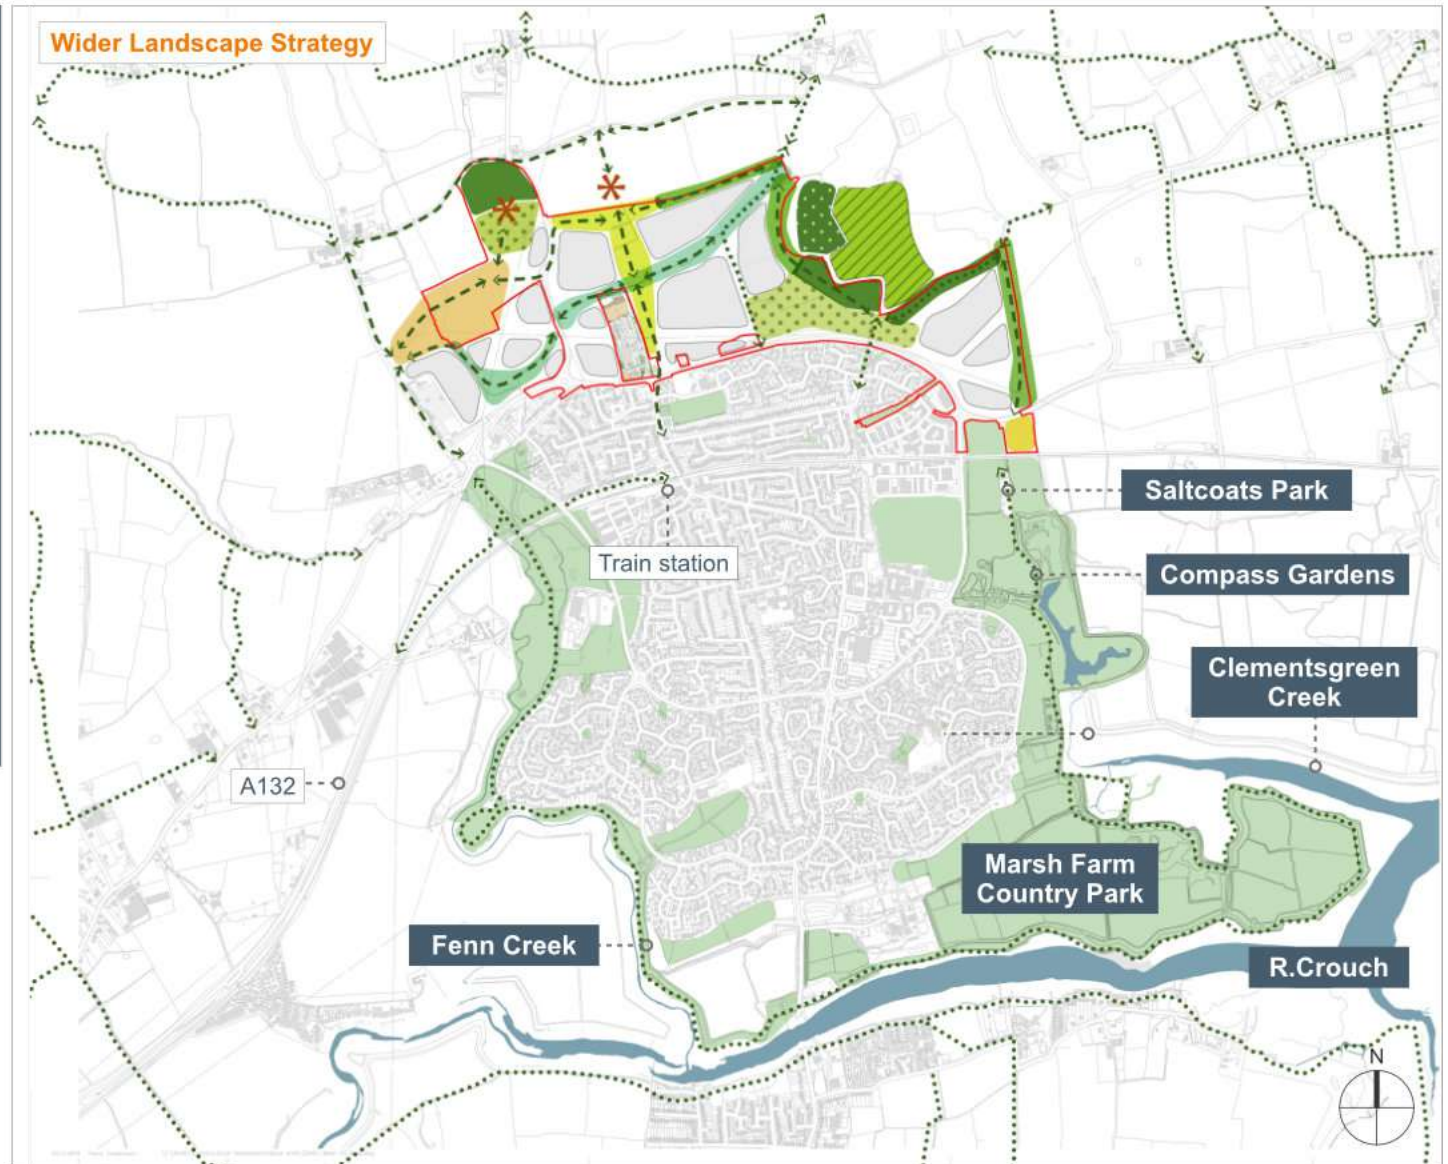 Wider Landscape Strategy
Saltcoats Park
Train station
Compass Gardens
Clementsgreen
Creek
A132
Marsh Farm
Country Park
Fenn Creek
R.Crouch
N